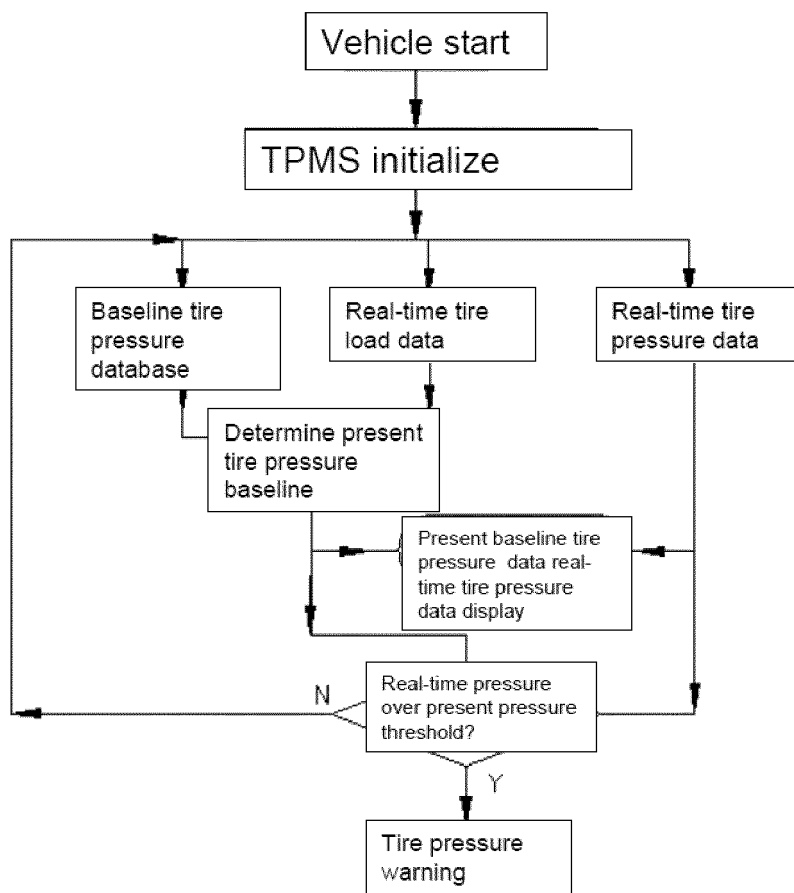 Vehicle start
TPMS initialize
Baseline tire
pressure
database
Real-time tire
load data
Real-time tire
pressure data
Determine present
tire pressure
baseline
Present baseline tire
pressure data real-
time tire pressure
data display
Real-time pressure
over present pressure
threshold?
N
Y
Tire pressure
warning